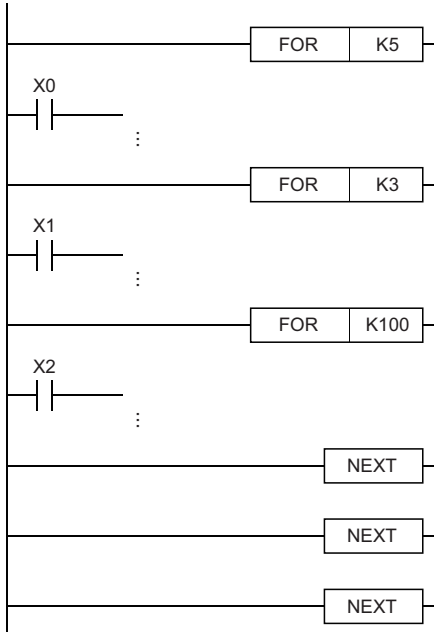 FOR K5
X0
⋮
FOR K3
X1
⋮
FOR K100
X2
⋮
NEXT
NEXT
NEXT